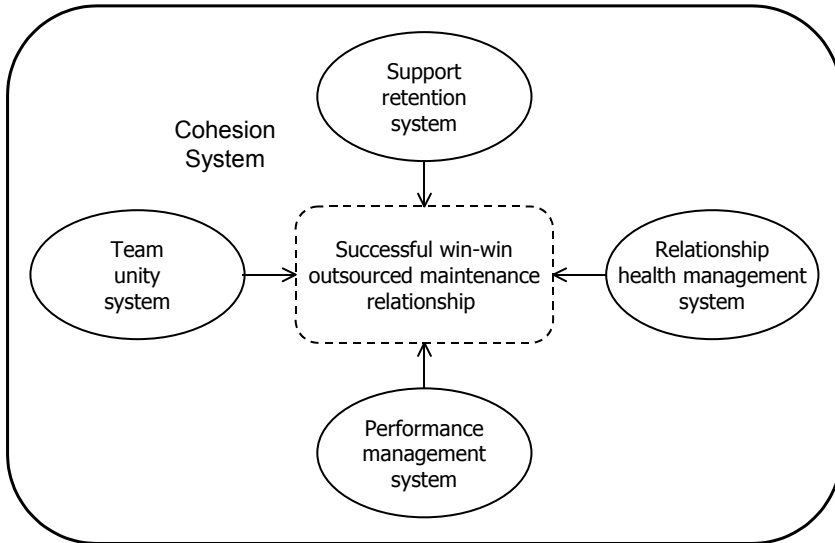 Support
retention
system
Cohesion
System
Team
unity
system
Successful win-win
outsourced maintenance
relationship
Relationship
health management
system
Performance
management
system